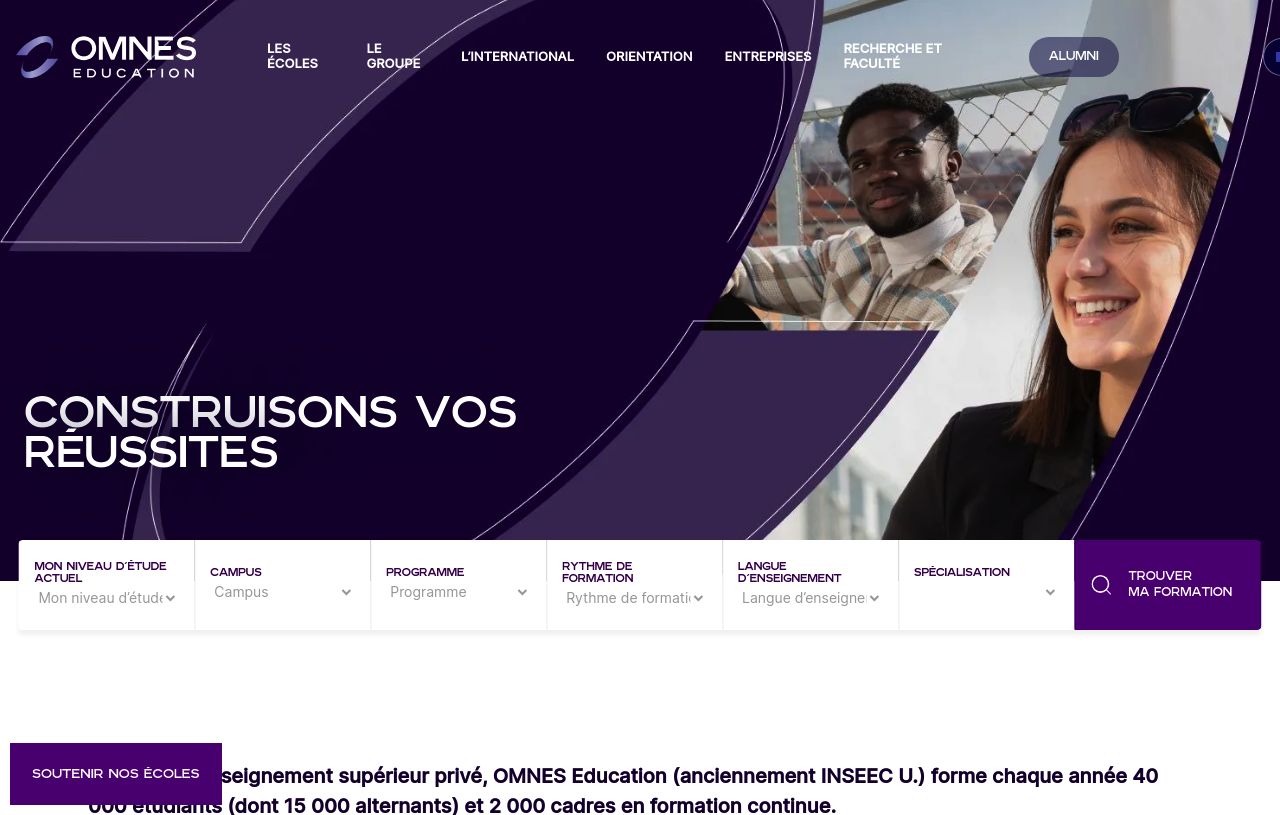 OMNES
EDUCATION
LES
ÉCOLES
LE
GROUPE
L’INTERNATIONAL
ORIENTATION
ENTREPRISES
RECHERCHE ET
FACULTÉ
ALUMNI
CONSTRUISONS VOS
RÉUSSITES
MON NIVEAU D’ÉTUDE
ACTUEL
Mon niveau d’étude
CAMPUS
Campus
PROGRAMME
Programme
RYTHME DE
FORMATION
Rythme de formati
LANGUE
D’ENSEIGNEMENT
Langue d’enseigne
SPÉCIALISATION
TROUVER
MA FORMATION
SOUTENIR NOS ÉCOLES
seignement supérieur privé, OMNES Education (anciennement INSEEC U.) forme chaque année 40
000 étudiants (dont 15 000 alternants) et 2 000 cadres en formation continue.